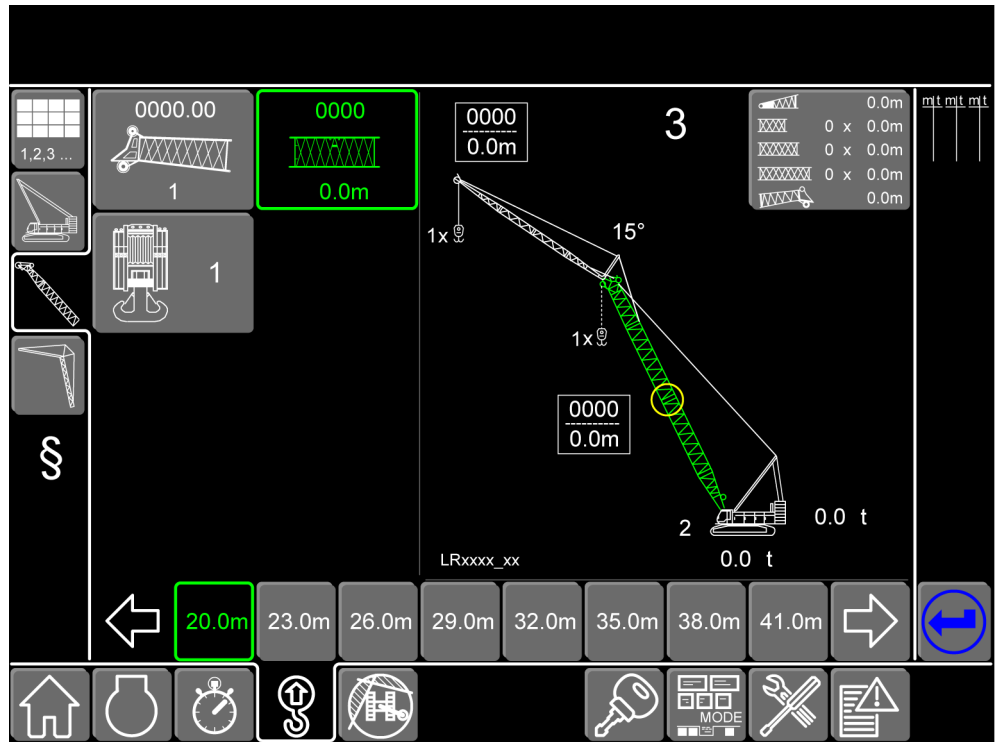 1,2,3 ...
§
0000.00
1
0000
0.0m
1
0000
0.0m
3
15°
1x
1x
0000
0.0m
2
0.0 t
0.0 t
LRxxxx_xx
0.0m
0 x 0.0m
0 x 0.0m
0 x 0.0m
0.0m
m t m t m t
20.0m 23.0m 26.0m 29.0m 32.0m 35.0m 38.0m 41.0m
MODE